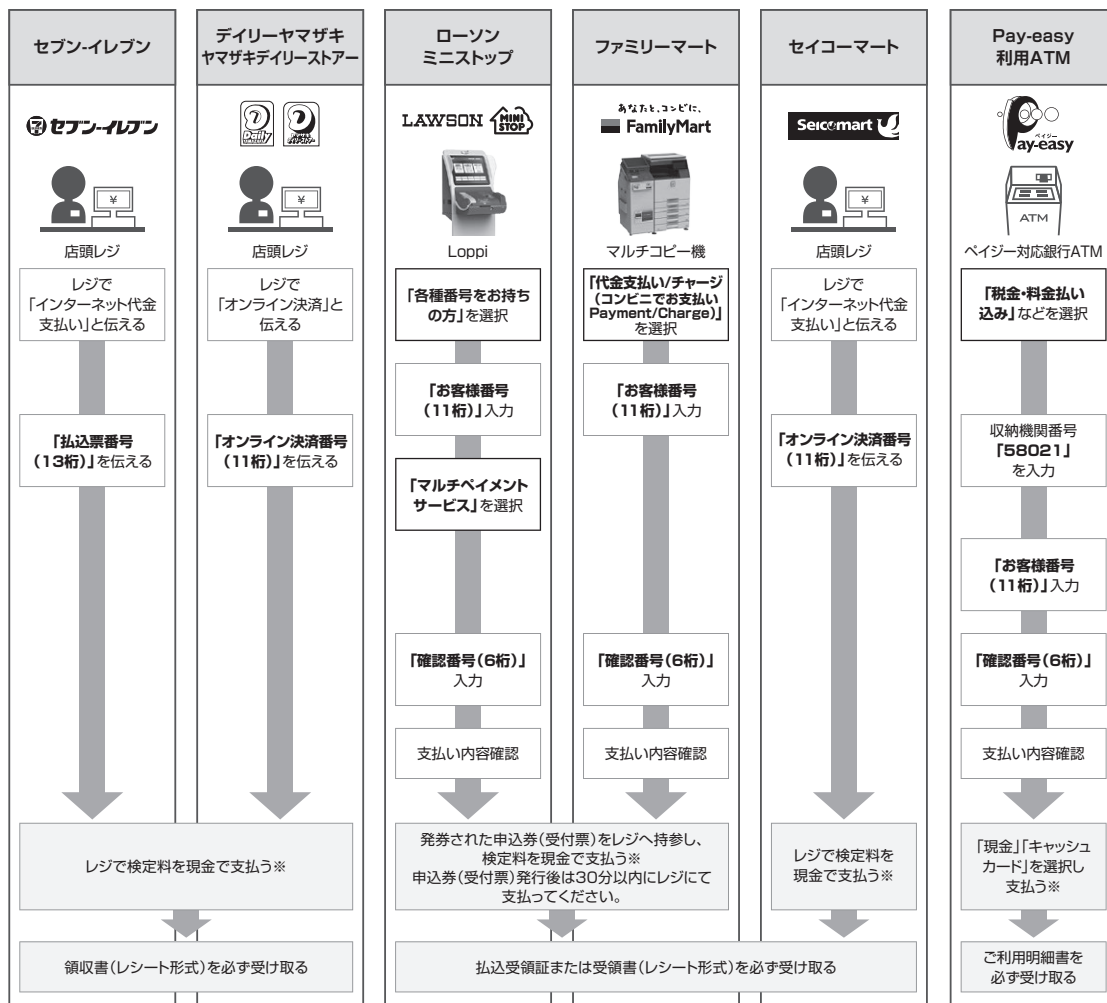 セブン-イレブン
セブン-イレブン
¥
店頭レジ
レジで
「インターネット代金
支払い」と伝える
「払込票番号
(13桁)」を伝える
デイリーヤマザキ
ヤマザキデイリーストアー
Daily
¥
店頭レジ
レジで
「オンライン決済」と
伝える
「オンライン決済番号
(11桁)」を伝える
レジで検定料を現金で支払う※
領収書(レシート形式)を必ず受け取る
ローソン
ミニストップ
LAWSON
MINI
STOP
Loppi
「各種番号をお持ち
の方」を選択
「お客様番号
(11桁)」入力
「マルチペイメント
サービス」を選択
「確認番号(6桁)」
入力
支払い内容確認
ファミリーマート
あなたと、コンビに、
FamilyMart
マルチコピー機
「代金支払い/チャージ
(コンビニでお支払い
Payment/Charge)」
を選択
「お客様番号
(11桁)」入力
「確認番号(6桁)」
入力
支払い内容確認
発券された申込券(受付票)をレジへ持参し、
検定料を現金で支払う※
申込券(受付票)発行後は30分以内にレジにて
支払ってください。
セイコーマート
Seicomart
¥
店頭レジ
レジで
「インターネット代金
支払い」と伝える
「オンライン決済番号
(11桁)」を伝える
レジで検定料を
現金で支払う※
払込受領証または受領書(レシート形式)を必ず受け取る
Pay-easy
利用ATM
ペイジー
Pay-easy
ATM
ペイジー対応銀行ATM
「税金・料金払い
込み」などを選択
収納機関番号
「58021」
を入力
「お客様番号
(11桁)」入力
「確認番号(6桁)」
入力
支払い内容確認
「現金」「キャッシュ
カード」を選択し
支払う※
ご利用明細書を
必ず受け取る